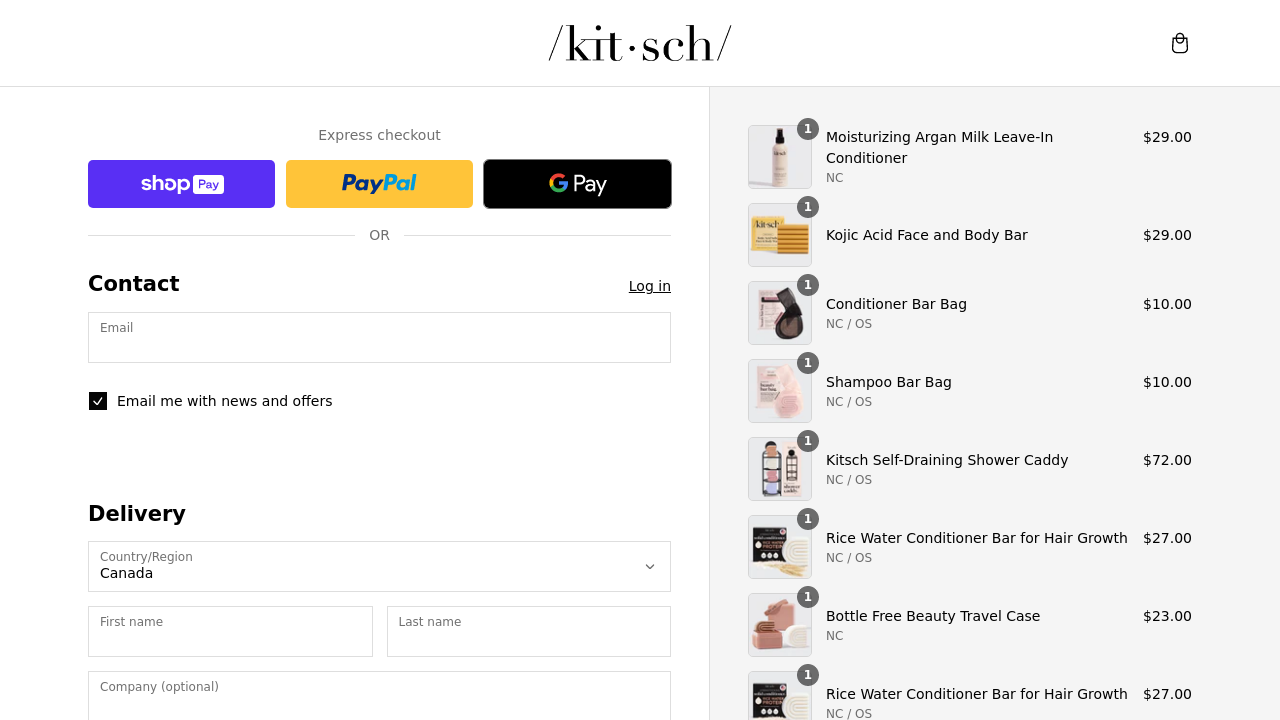 /kit·sch/
Express checkout
shop Pay
PayPal
G Pay
OR
Contact
Log in
Email
Email me with news and offers
Delivery
Country/Region
Canada
First name
Last name
Company (optional)
1
Moisturizing Argan Milk Leave-In
Conditioner
NC
$29.00
1
Kojic Acid Face and Body Bar
$29.00
1
Conditioner Bar Bag
NC / OS
$10.00
1
Shampoo Bar Bag
NC / OS
$10.00
1
Kitsch Self-Draining Shower Caddy
NC / OS
$72.00
1
Rice Water Conditioner Bar for Hair Growth
NC / OS
$27.00
1
Bottle Free Beauty Travel Case
NC
$23.00
1
Rice Water Conditioner Bar for Hair Growth
NC / OS
$27.00